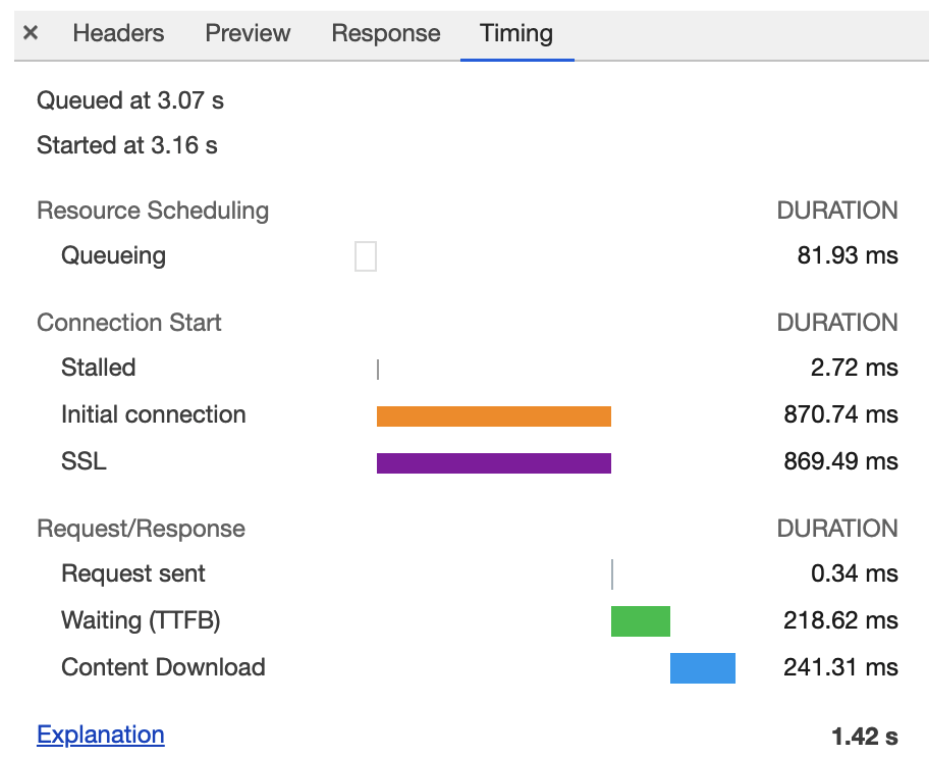 × Headers Preview Response Timing
Queued at 3.07 s
Started at 3.16 s
Resource Scheduling DURATION
Queueing 81.93 ms
Connection Start DURATION
Stalled 2.72 ms
Initial connection 870.74 ms
SSL 869.49 ms
Request/Response DURATION
Request sent 0.34 ms
Waiting (TTFB) 218.62 ms
Content Download 241.31 ms
Explanation 1.42 s